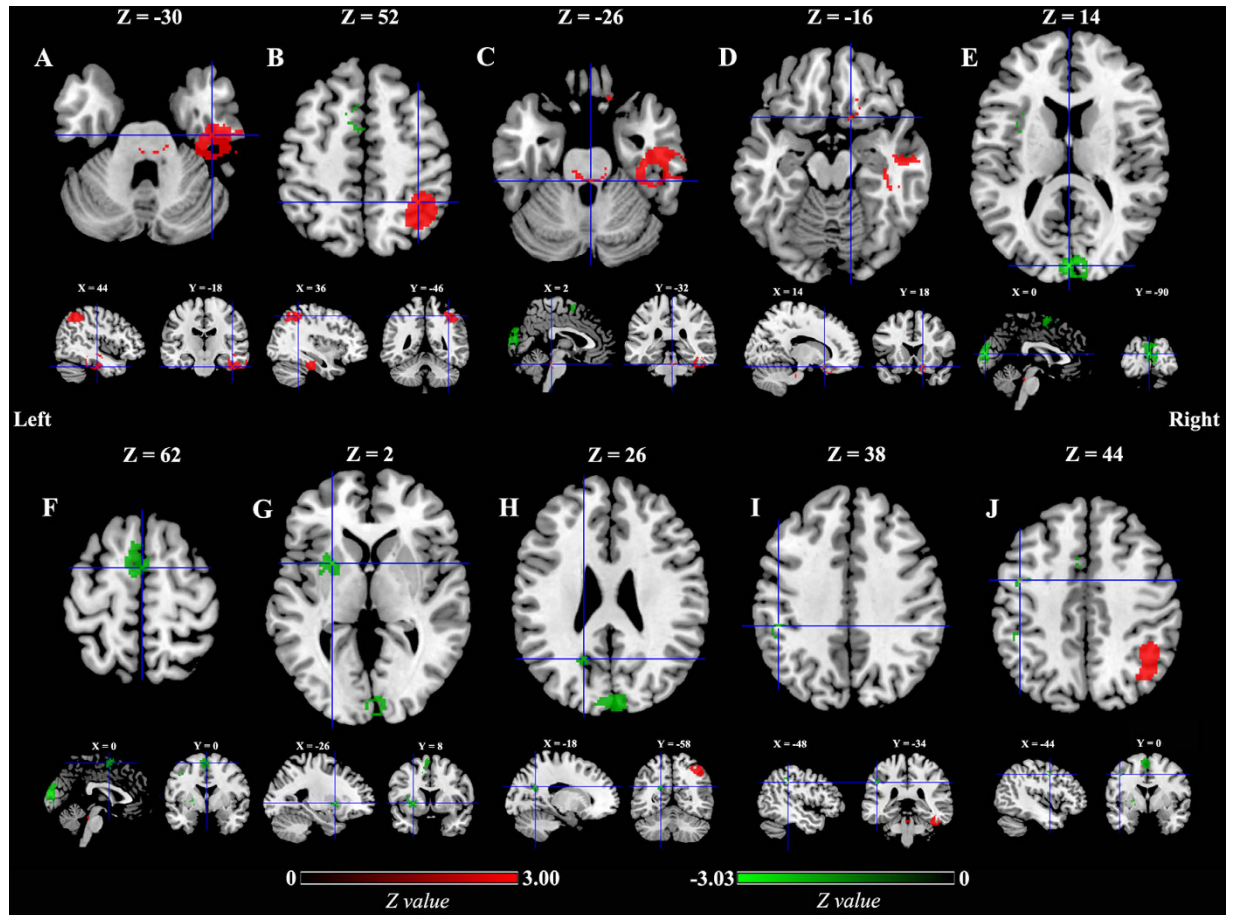 Z = -30 Z = 52 Z = -26 Z = -16 Z = 14
A B C D E
X = 44 Y = -18 X = 36 Y = -46 X = 2 Y = -32 X = 14 Y = 18 X = 0 Y = -90
Left Right
Z = 62 Z = 2 Z = 26 Z = 38 Z = 44
F G H I J
X = 0 Y = 0 X = -26 Y = 8 X = -18 Y = -58 X = -48 Y = -34 X = -44 Y = 0
0 3.00 -3.03 0
Z value Z value